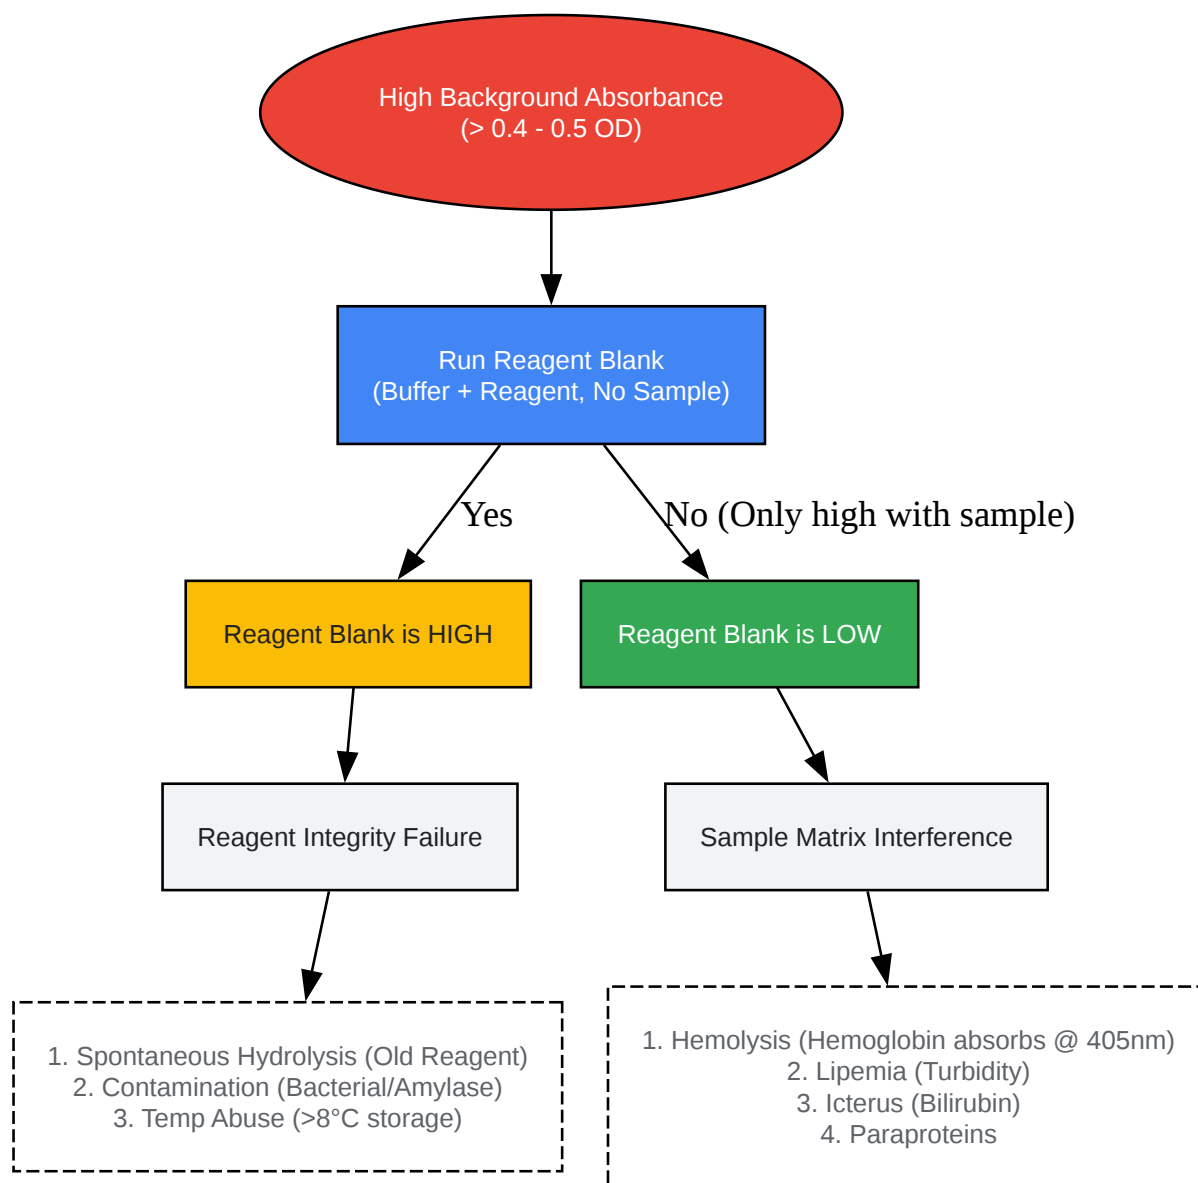 High Background Absorbance
(> 0.4 - 0.5 OD)
Run Reagent Blank
(Buffer + Reagent, No Sample)
Yes
No (Only high with sample)
Reagent Blank is HIGH
Reagent Blank is LOW
Reagent Integrity Failure
Sample Matrix Interference
1. Spontaneous Hydrolysis (Old Reagent)
2. Contamination (Bacterial/Amylase)
3. Temp Abuse (>8°C storage)
1. Hemolysis (Hemoglobin absorbs @ 405nm)
2. Lipemia (Turbidity)
3. Icterus (Bilirubin)
4. Paraproteins